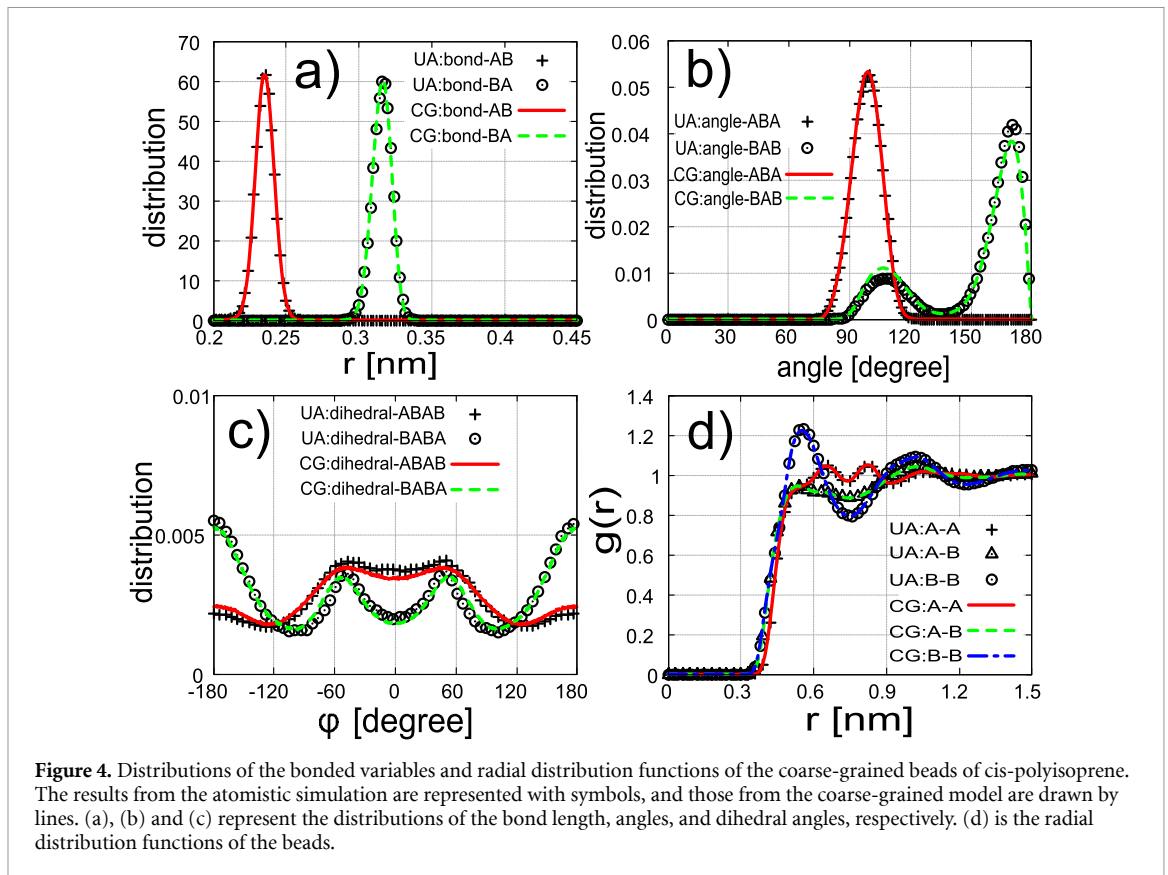 a)
70
60
50
40
30
20
10
0
distribution
UA:bond-AB
UA:bond-BA
CG:bond-AB
CG:bond-BA
0.2 0.25 0.3 0.35 0.4 0.45
r [nm]
b)
0.06
0.05
0.04
0.03
0.02
0.01
0
distribution
UA:angle-ABA
UA:angle-BAB
CG:angle-ABA
CG:angle-BAB
0 30 60 90 120 150 180
angle [degree]
c)
0.01
0.005
0
distribution
UA:dihedral-ABAB
UA:dihedral-BABA
CG:dihedral-ABAB
CG:dihedral-BABA
-180 -120 -60 0 60 120 180
φ [degree]
d)
1.4
1.2
1
0.8
0.6
0.4
0.2
0
g(r)
UA:A-A
UA:A-B
UA:B-B
CG:A-A
CG:A-B
CG:B-B
0 0.3 0.6 0.9 1.2 1.5
r [nm]
Figure 4. Distributions of the bonded variables and radial distribution functions of the coarse-grained beads of cis-polyisoprene.
The results from the atomistic simulation are represented with symbols, and those from the coarse-grained model are drawn by
lines. (a), (b) and (c) represent the distributions of the bond length, angles, and dihedral angles, respectively. (d) is the radial
distribution functions of the beads.